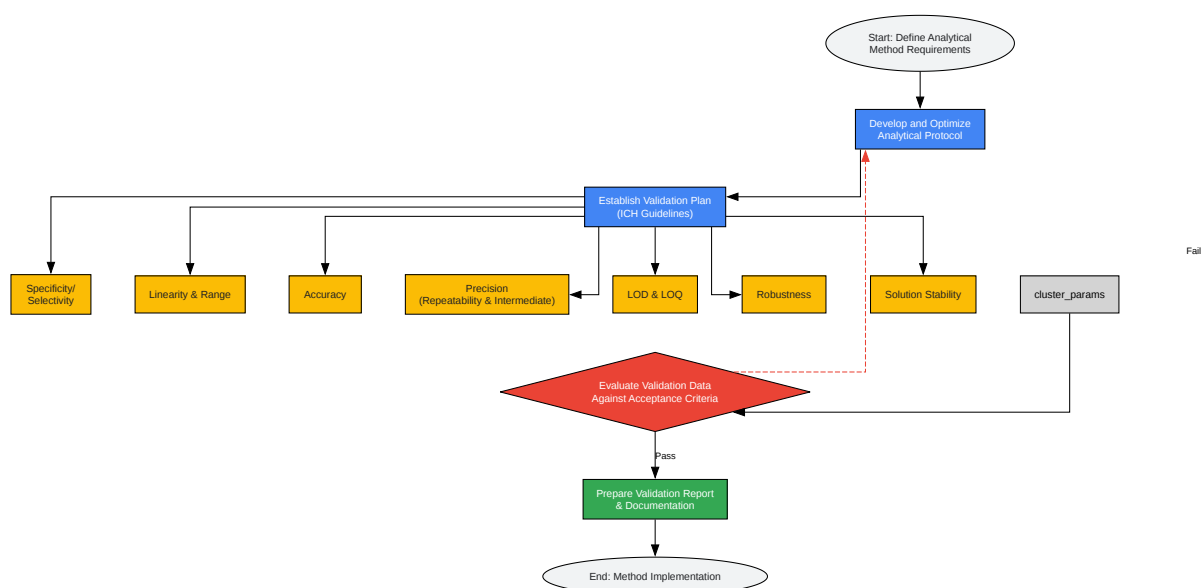 Start: Define Analytical
Method Requirements
Develop and Optimize
Analytical Protocol
Establish Validation Plan
(ICH Guidelines)
Fail
Specificity/
Selectivity
Linearity & Range
Accuracy
Precision
(Repeatability & Intermediate)
LOD & LOQ
Robustness
Solution Stability
cluster_params
Evaluate Validation Data
Against Acceptance Criteria
Pass
Prepare Validation Report
& Documentation
End: Method Implementation